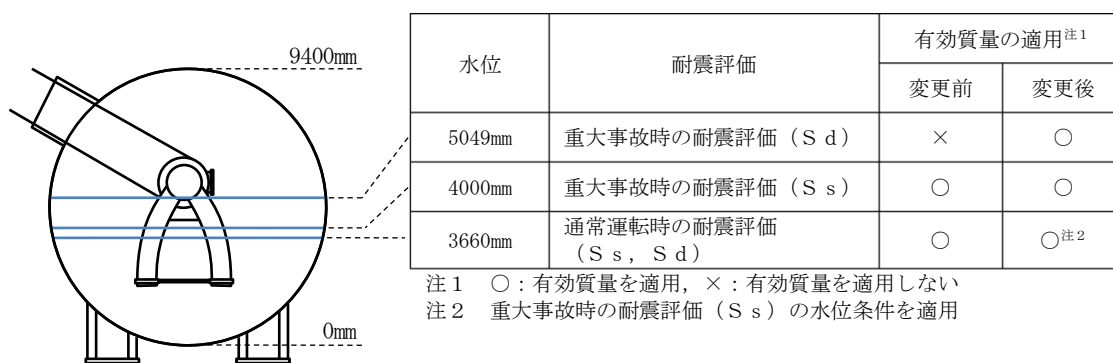 9400mm
0mm
水位 耐震評価 有効質量の適用注1
変更前 変更後
5049mm 重大事故時の耐震評価（Ｓｄ） × ○
4000mm 重大事故時の耐震評価（Ｓｓ） ○ ○
3660mm 通常運転時の耐震評価
（Ｓｓ，Ｓｄ） ○ ○注2
注１ ○：有効質量を適用，×：有効質量を適用しない
注２ 重大事故時の耐震評価（Ｓｓ）の水位条件を適用